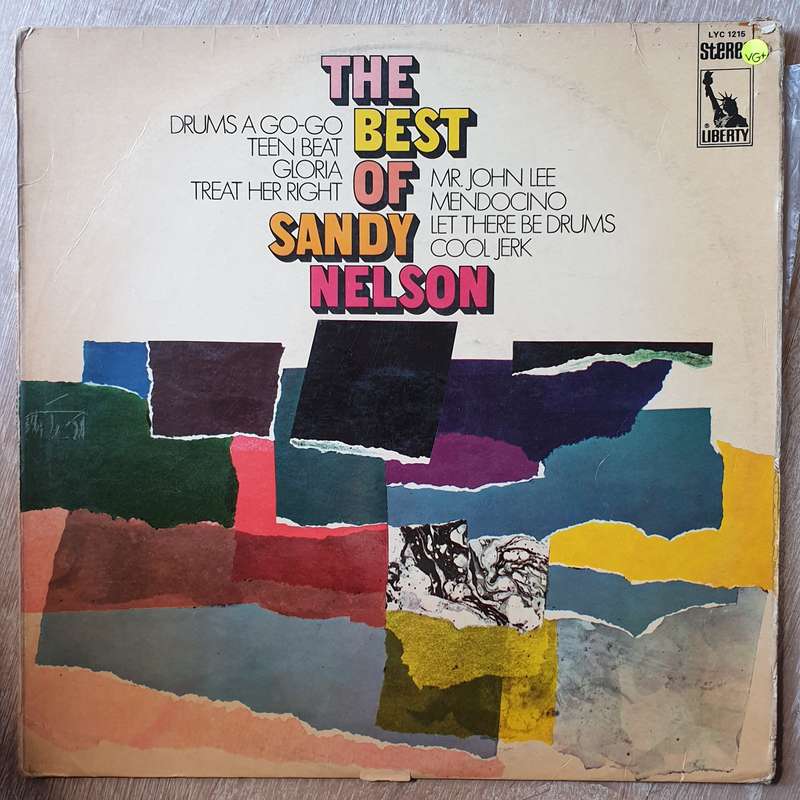 LYC 1215
Stereo
VG+
LIBERTY
THE
BEST
OF
SANDY
NELSON
DRUMS A GO-GO
TEEN BEAT
GLORIA
TREAT HER RIGHT
MR. JOHN LEE
MENDOCINO
LET THERE BE DRUMS
COOL JERK